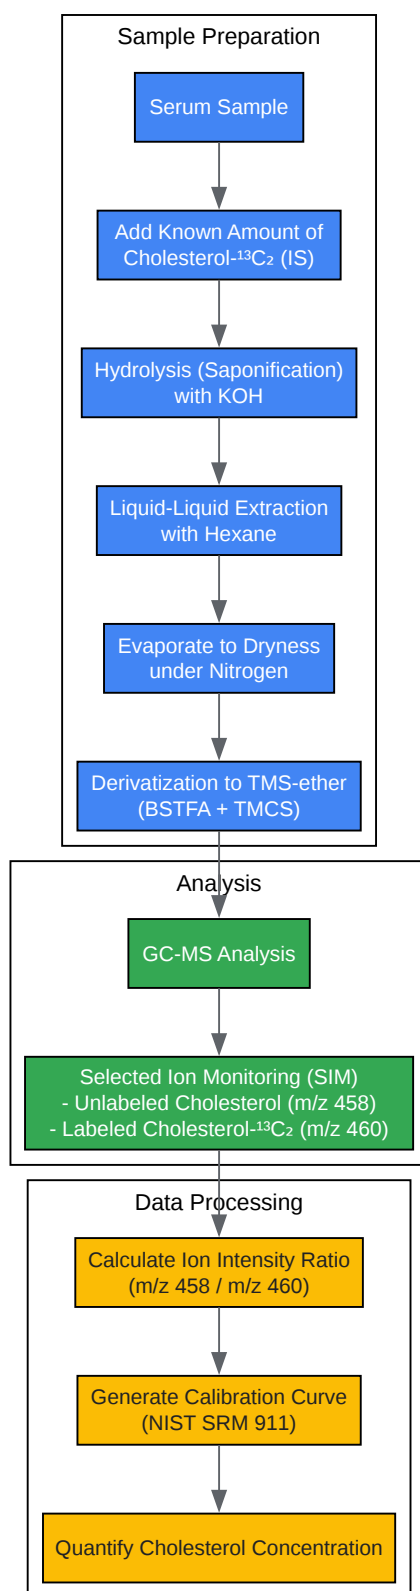 Sample Preparation
Serum Sample
Add Known Amount of
Cholesterol-¹³C₂ (IS)
Hydrolysis (Saponification)
with KOH
Liquid-Liquid Extraction
with Hexane
Evaporate to Dryness
under Nitrogen
Derivatization to TMS-ether
(BSTFA + TMCS)
Analysis
GC-MS Analysis
Selected Ion Monitoring (SIM)
- Unlabeled Cholesterol (m/z 458)
- Labeled Cholesterol-¹³C₂ (m/z 460)
Data Processing
Calculate Ion Intensity Ratio
(m/z 458 / m/z 460)
Generate Calibration Curve
(NIST SRM 911)
Quantify Cholesterol Concentration